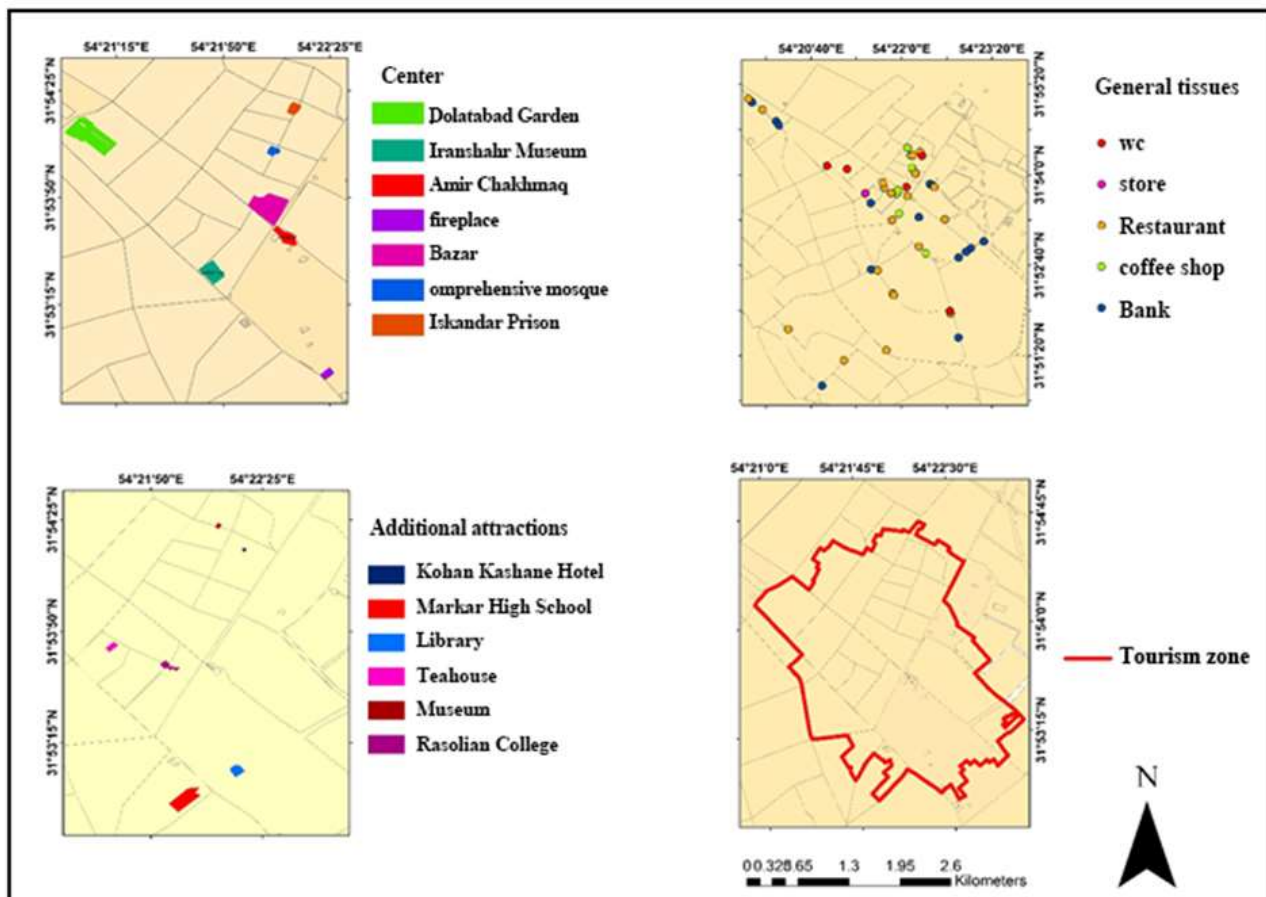 54°21'15"E 54°21'50"E 54°22'25"E
31°54'25"N
31°53'50"N
31°53'15"N
Center
Dolatabad Garden
Iranshahr Museum
Amir Chakhmaq
fireplace
Bazar
omprehensive mosque
Iskandar Prison
54°20'40"E 54°22'0"E 54°23'20"E
31°55'20"N
31°54'0"N
31°52'40"N
31°51'20"N
General tissues
wc
store
Restaurant
coffee shop
Bank
54°21'50"E 54°22'25"E
31°54'25"N
31°53'50"N
31°53'15"N
Additional attractions
Kohan Kashane Hotel
Markar High School
Library
Teahouse
Museum
Rasolian College
54°21'0"E 54°21'45"E 54°22'30"E
31°54'45"N
31°54'0"N
31°53'15"N
Tourism zone
N
0 0.325 0.65 1.3 1.95 2.6
Kilometers